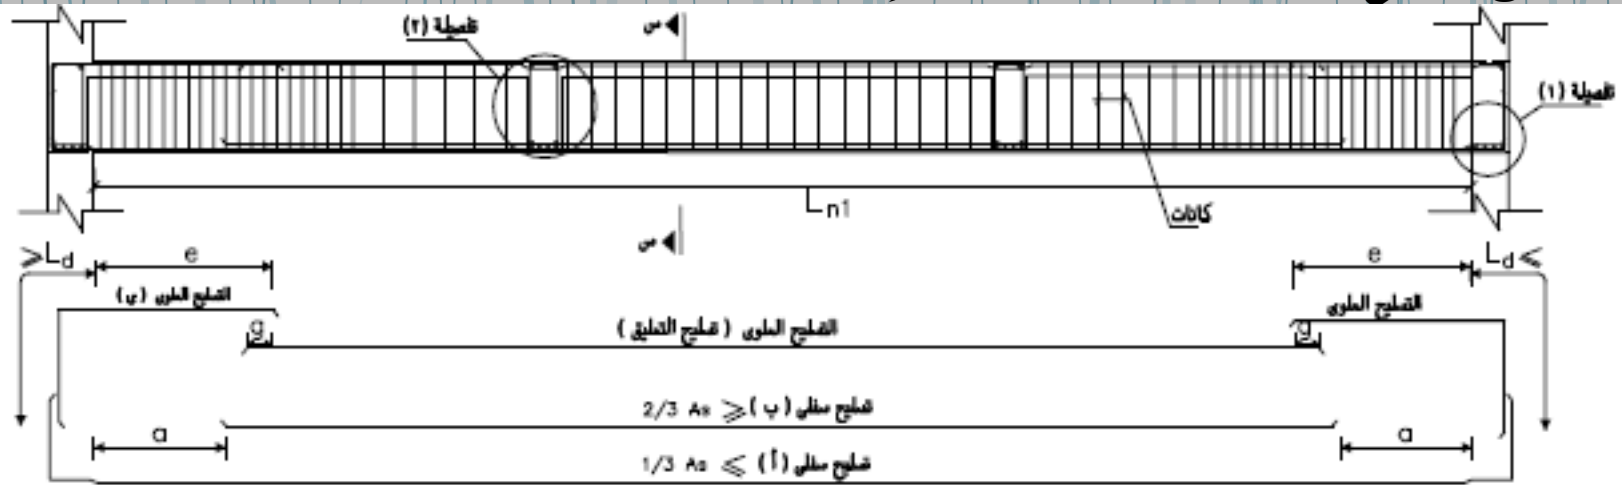 تفصيلة (٢)
س
تفصيلة (١)
Ln1
كانات
س
≥Ld
e
e
Ld≤
التسليح العلوى (ب)
التسليح العلوى
g
التسليح العلوى ( تسليح التعليق )
g
تسليح سفلى ( ب ) ≥ 2/3 As
a
a
تسليح سفلى ( أ ) ≤ 1/3 As